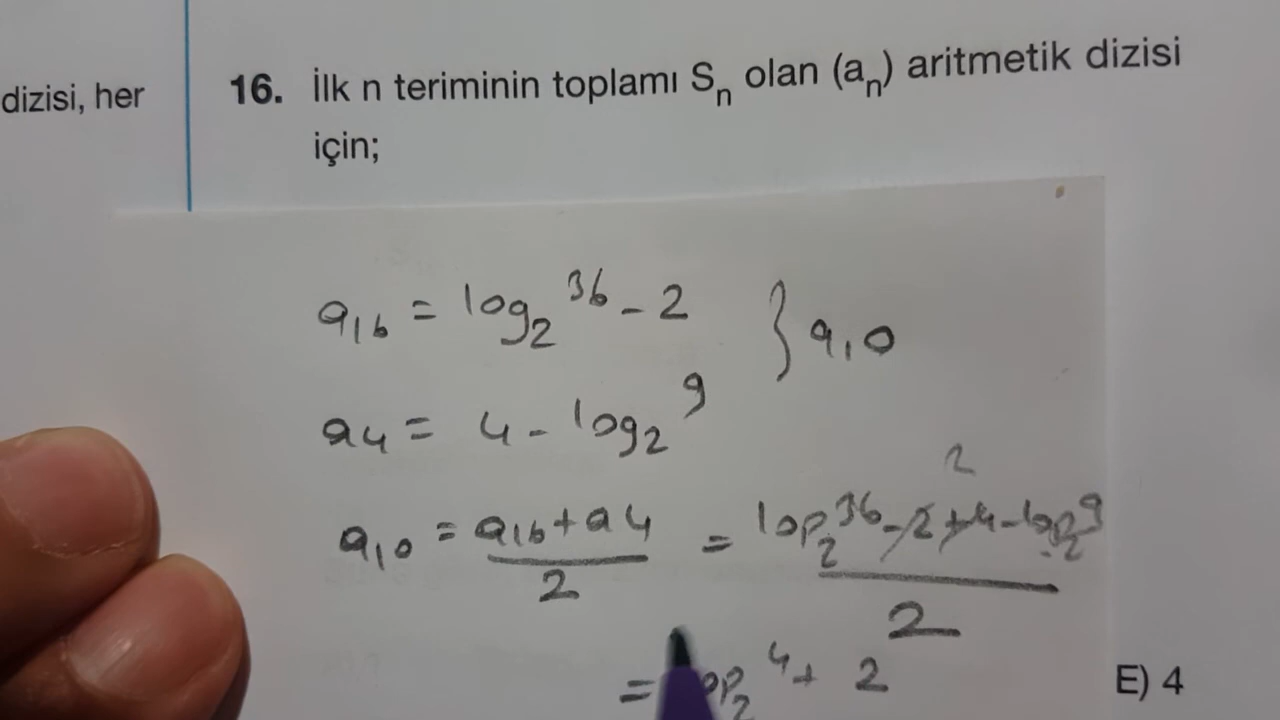 dizisi, her
16. İlk n teriminin toplamı Sₙ olan (aₙ) aritmetik dizisi
için;
a₁₆ = log₂ 36 - 2 } a₁₀
a₄ = 4 - log₂ 9
2
a₁₀ = (a₁₆ + a₄)/2 = (log₂ 36 - 2 + 4 - log₂ 9)/2
= log₂ 4 + 2
E) 4